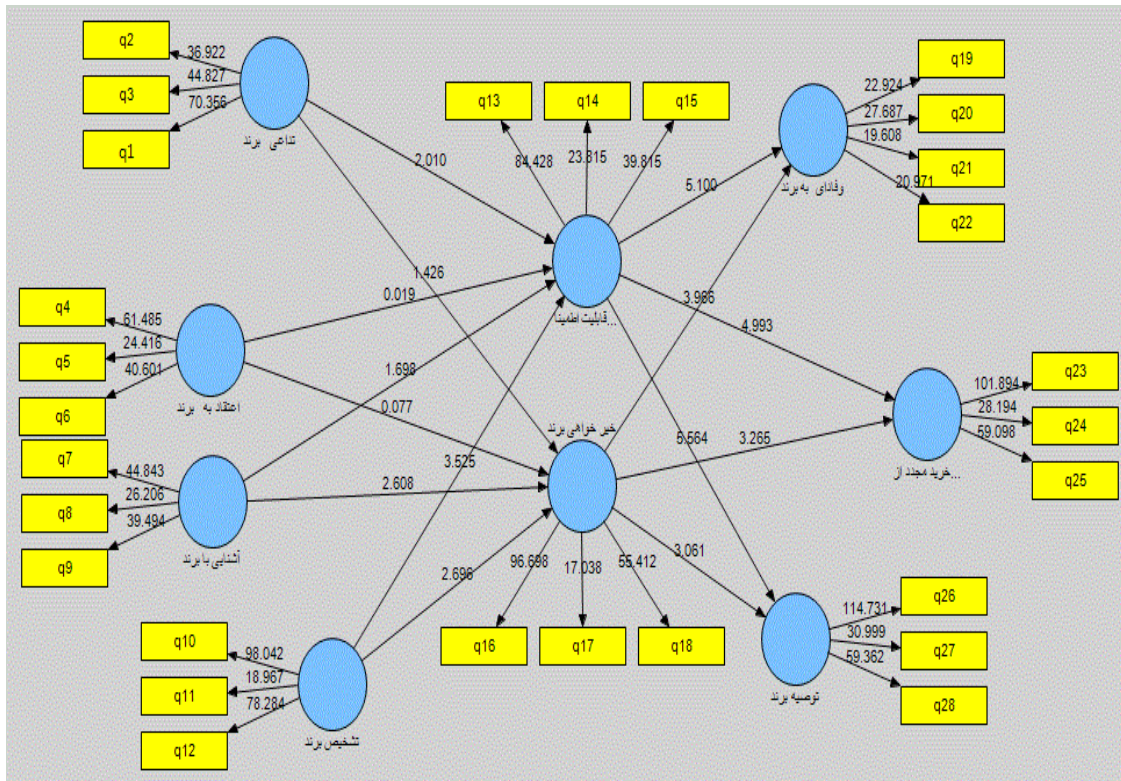 q2
36.922
q3
44.827
q1
70.356
تداعی برند
q13
q14
q15
84.428
23.815
39.815
2.010
1.426
q19
22.924
q20
27.687
q21
19.608
q22
20.971
وفادای به برند
5.100
قابلیت اطمینا...
3.966
4.993
q4
61.485
q5
24.416
q6
40.601
اعتقاد به برند
0.019
1.698
0.077
q7
44.843
q8
26.206
q9
39.494
آشنایی با برند
3.525
2.608
خیر خواهی برند
5.564
3.265
q23
101.894
q24
28.194
q25
59.098
خرید مجدد از...
2.696
96.698
17.038
55.412
3.061
q16
q17
q18
q10
98.042
q11
18.967
q12
78.284
تشخیص برند
q26
114.731
q27
30.999
q28
59.362
توصیه برند